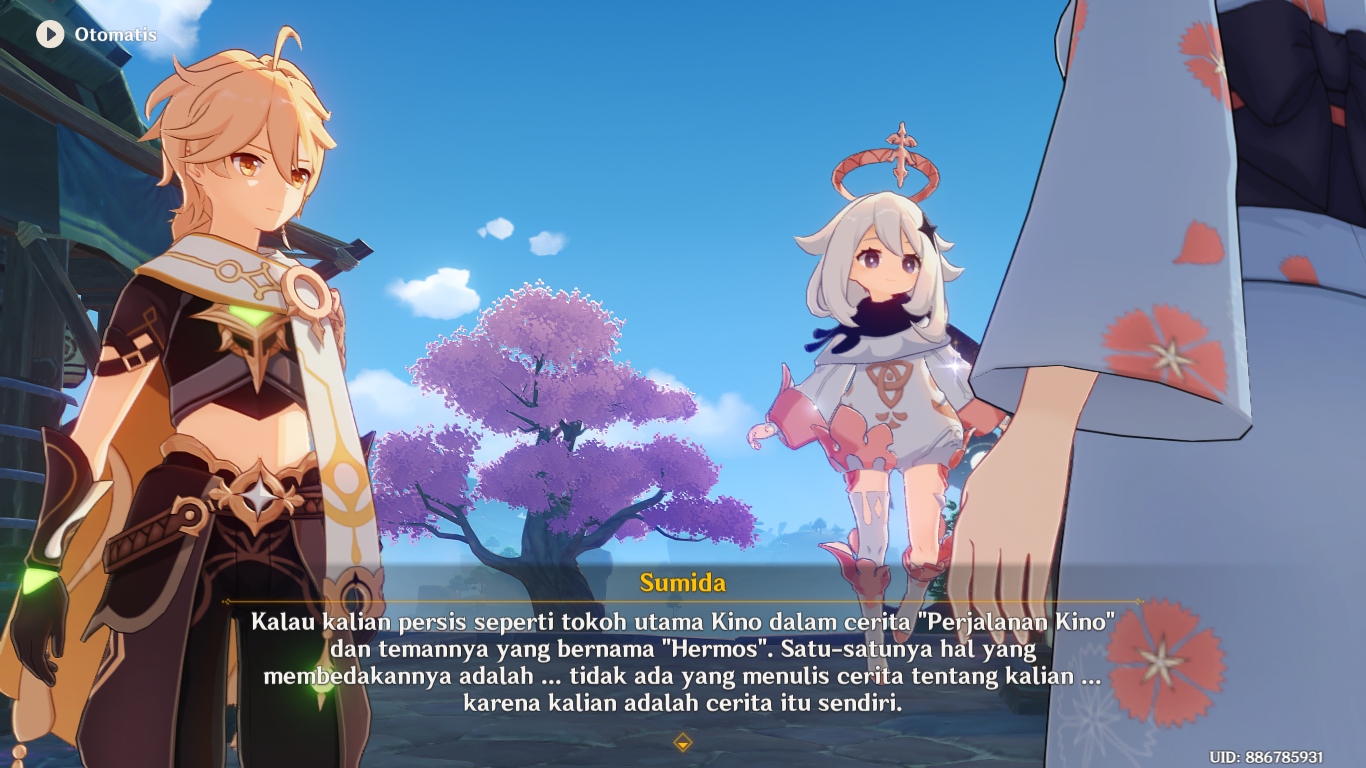 Otomatis
Sumida
Kalau kalian persis seperti tokoh utama Kino dalam cerita "Perjalanan Kino"
dan temannya yang bernama "Hermos". Satu-satunya hal yang
membedakannya adalah ... tidak ada yang menulis cerita tentang kalian ...
karena kalian adalah cerita itu sendiri.
UID: 886785931